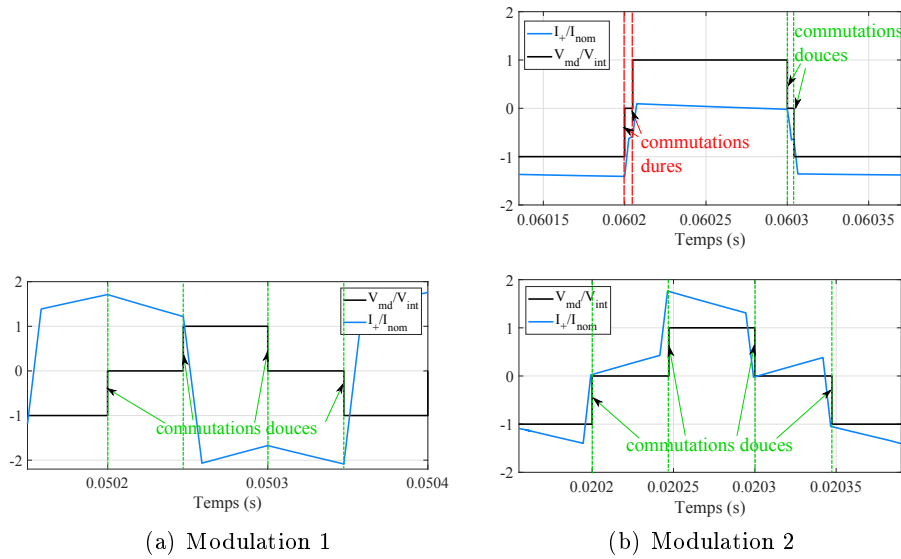 2
1
0
-1
-2
I+/Inom
Vmd/Vint
commutations
douces
commutations
dures
0.06015 0.0602 0.06025 0.0603 0.06035
Temps (s)
2
1
0
-1
-2
Vmd/Vint
I+/Inom
commutations douces
0.0502 0.0503 0.0504
Temps (s)
2
1
0
-1
-2
Vmd/Vint
I+/Inom
commutations douces
0.0202 0.02025 0.0203 0.02035
Temps (s)
(a) Modulation 1
(b) Modulation 2